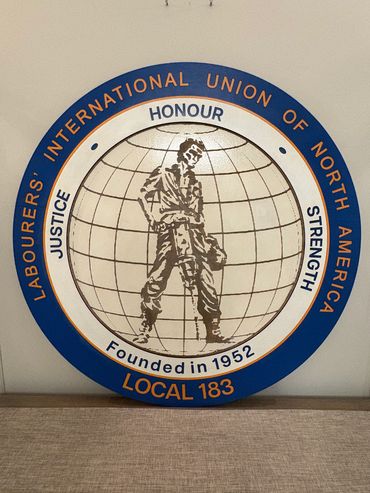 LABOURERS' INTERNATIONAL UNION OF NORTH AMERICA
JUSTICE • HONOUR • STRENGTH
Founded in 1952
LOCAL 183